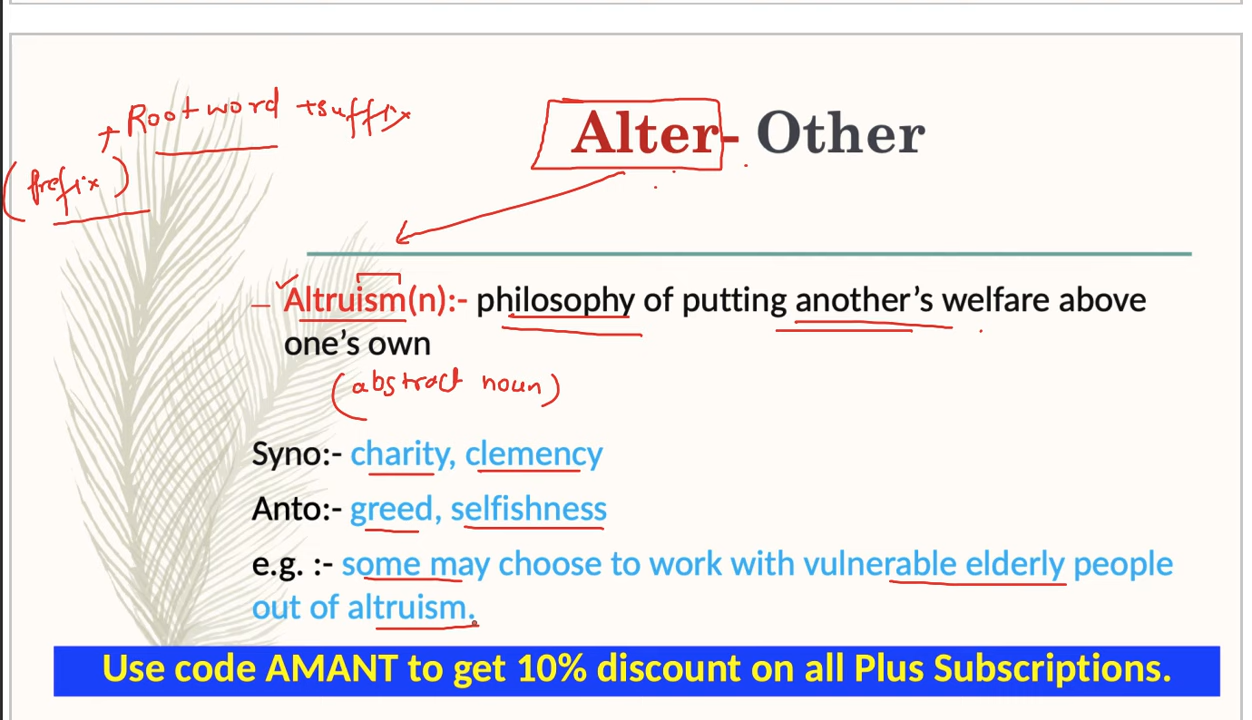 + Root word + suffix
(prefix)
Alter- Other
– Altruism(n):- philosophy of putting another's welfare above
one's own
(abstract noun)
Syno:- charity, clemency
Anto:- greed, selfishness
e.g. :- some may choose to work with vulnerable elderly people
out of altruism.
Use code AMANT to get 10% discount on all Plus Subscriptions.